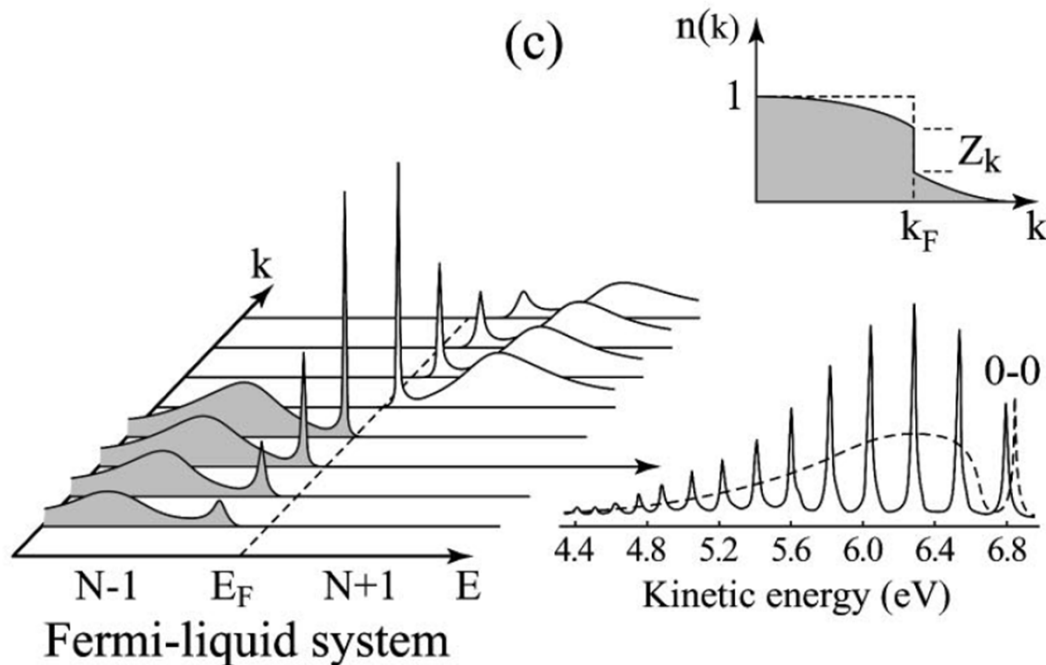 (c)
n(k)
1
Z_k
k_F
k
k
0-0
4.4 4.8 5.2 5.6 6.0 6.4 6.8
Kinetic energy (eV)
N-1 E_F N+1 E
Fermi-liquid system